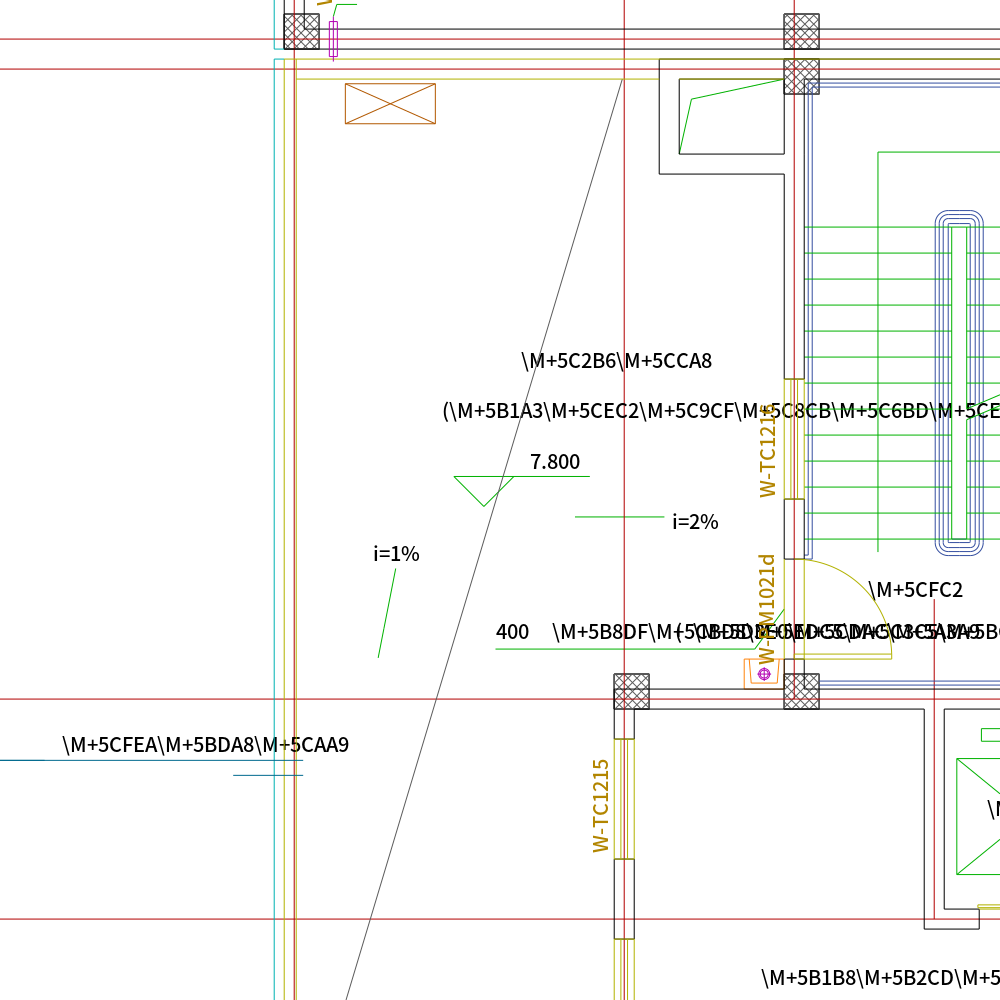 \M+5C2B6\M+5CCA8
(\M+5B1A3\M+5CEC2\M+5C9CF\M+5C8CB\M+5C6BD\M+5CE
W-TC1215
7.800
i=2%
i=1%
\M+5CFC2
400
W-FM1021d
\M+5CFEA\M+5BDA8\M+5CAA9
W-TC1215
\M+5B1B8\M+5B2CD\M+5